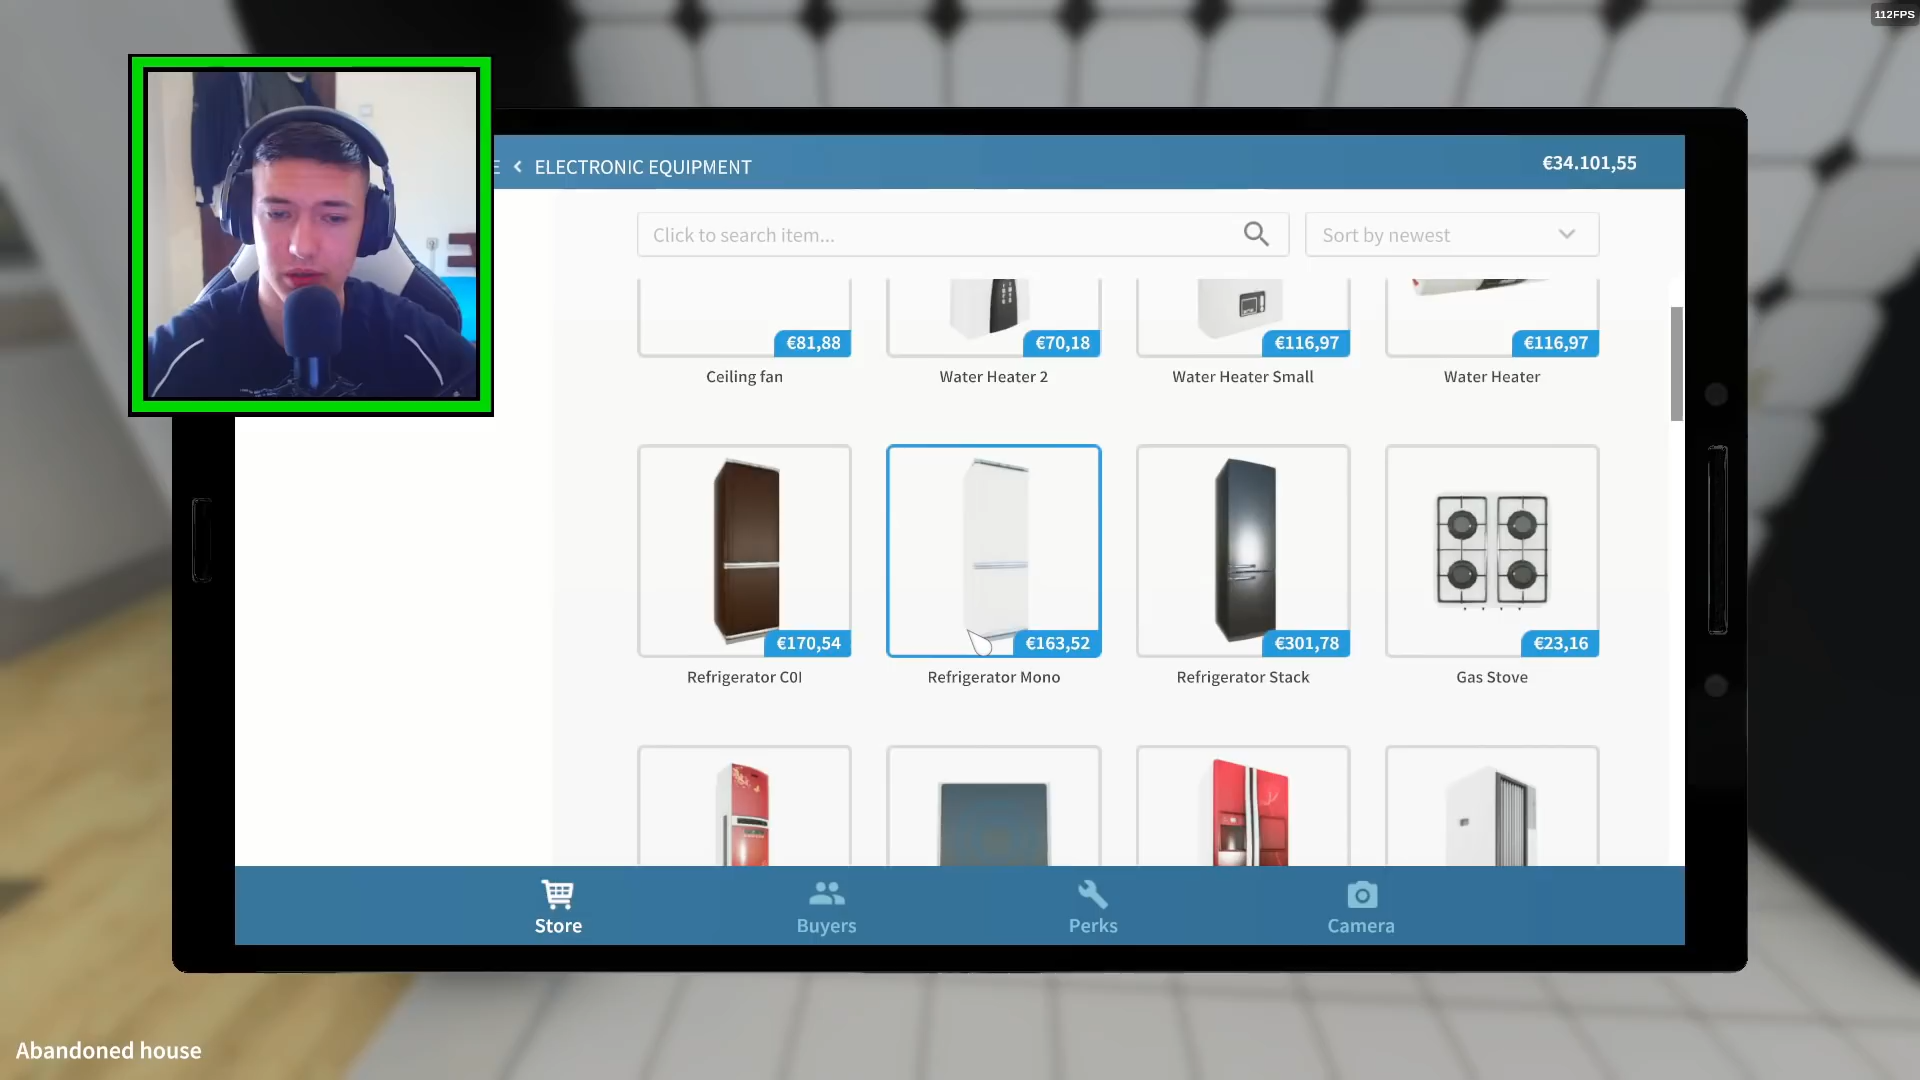 112FPS
E < ELECTRONIC EQUIPMENT
€34.101,55
Click to search item...
Sort by newest
€81,88
€70,18
€116,97
€116,97
Ceiling fan
Water Heater 2
Water Heater Small
Water Heater
€170,54
€163,52
€301,78
€23,16
Refrigerator C0I
Refrigerator Mono
Refrigerator Stack
Gas Stove
Store
Buyers
Perks
Camera
Abandoned house